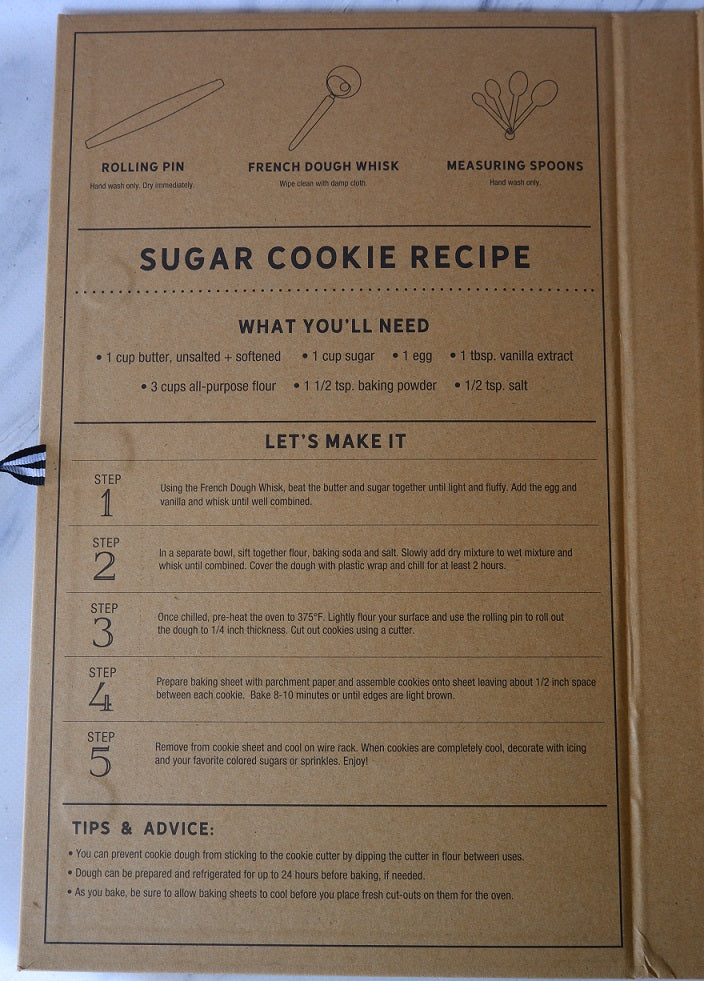 ROLLING PIN
Hand wash only. Dry immediately.
FRENCH DOUGH WHISK
Wipe clean with damp cloth.
MEASURING SPOONS
Hand wash only.
SUGAR COOKIE RECIPE
WHAT YOU'LL NEED
• 1 cup butter, unsalted + softened • 1 cup sugar • 1 egg • 1 tbsp. vanilla extract
• 3 cups all-purpose flour • 1 1/2 tsp. baking powder • 1/2 tsp. salt
LET'S MAKE IT
STEP
1
Using the French Dough Whisk, beat the butter and sugar together until light and fluffy. Add the egg and
vanilla and whisk until well combined.
STEP
2
In a separate bowl, sift together flour, baking soda and salt. Slowly add dry mixture to wet mixture and
whisk until combined. Cover the dough with plastic wrap and chill for at least 2 hours.
STEP
3
Once chilled, pre-heat the oven to 375°F. Lightly flour your surface and use the rolling pin to roll out
the dough to 1/4 inch thickness. Cut out cookies using a cutter.
STEP
4
Prepare baking sheet with parchment paper and assemble cookies onto sheet leaving about 1/2 inch space
between each cookie. Bake 8-10 minutes or until edges are light brown.
STEP
5
Remove from cookie sheet and cool on wire rack. When cookies are completely cool, decorate with icing
and your favorite colored sugars or sprinkles. Enjoy!
TIPS & ADVICE:
• You can prevent cookie dough from sticking to the cookie cutter by dipping the cutter in flour between uses.
• Dough can be prepared and refrigerated for up to 24 hours before baking, if needed.
• As you bake, be sure to allow baking sheets to cool before you place fresh cut-outs on them for the oven.